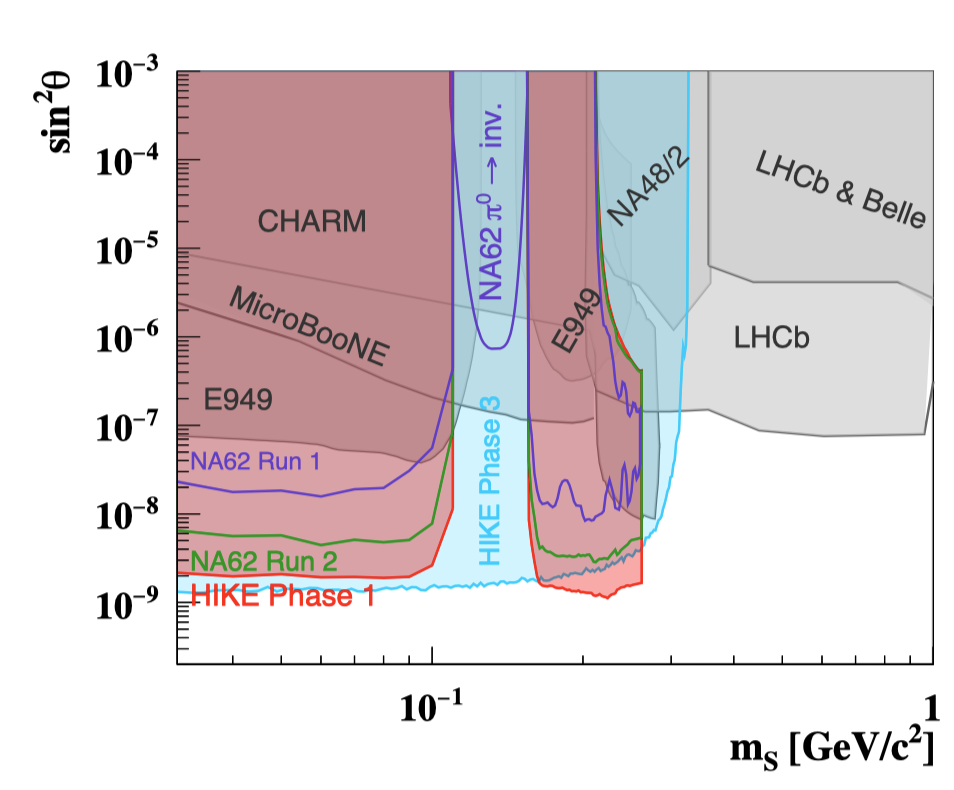 sin²θ
10⁻³
10⁻⁴
10⁻⁵
10⁻⁶
10⁻⁷
10⁻⁸
10⁻⁹
CHARM
MicroBooNE
E949
NA62 Run 1
NA62 Run 2
HIKE Phase 1
NA62 π⁰ → inv.
HIKE Phase 3
E949
NA48/2
LHCb & Belle
LHCb
10⁻¹
1
m_S [GeV/c²]